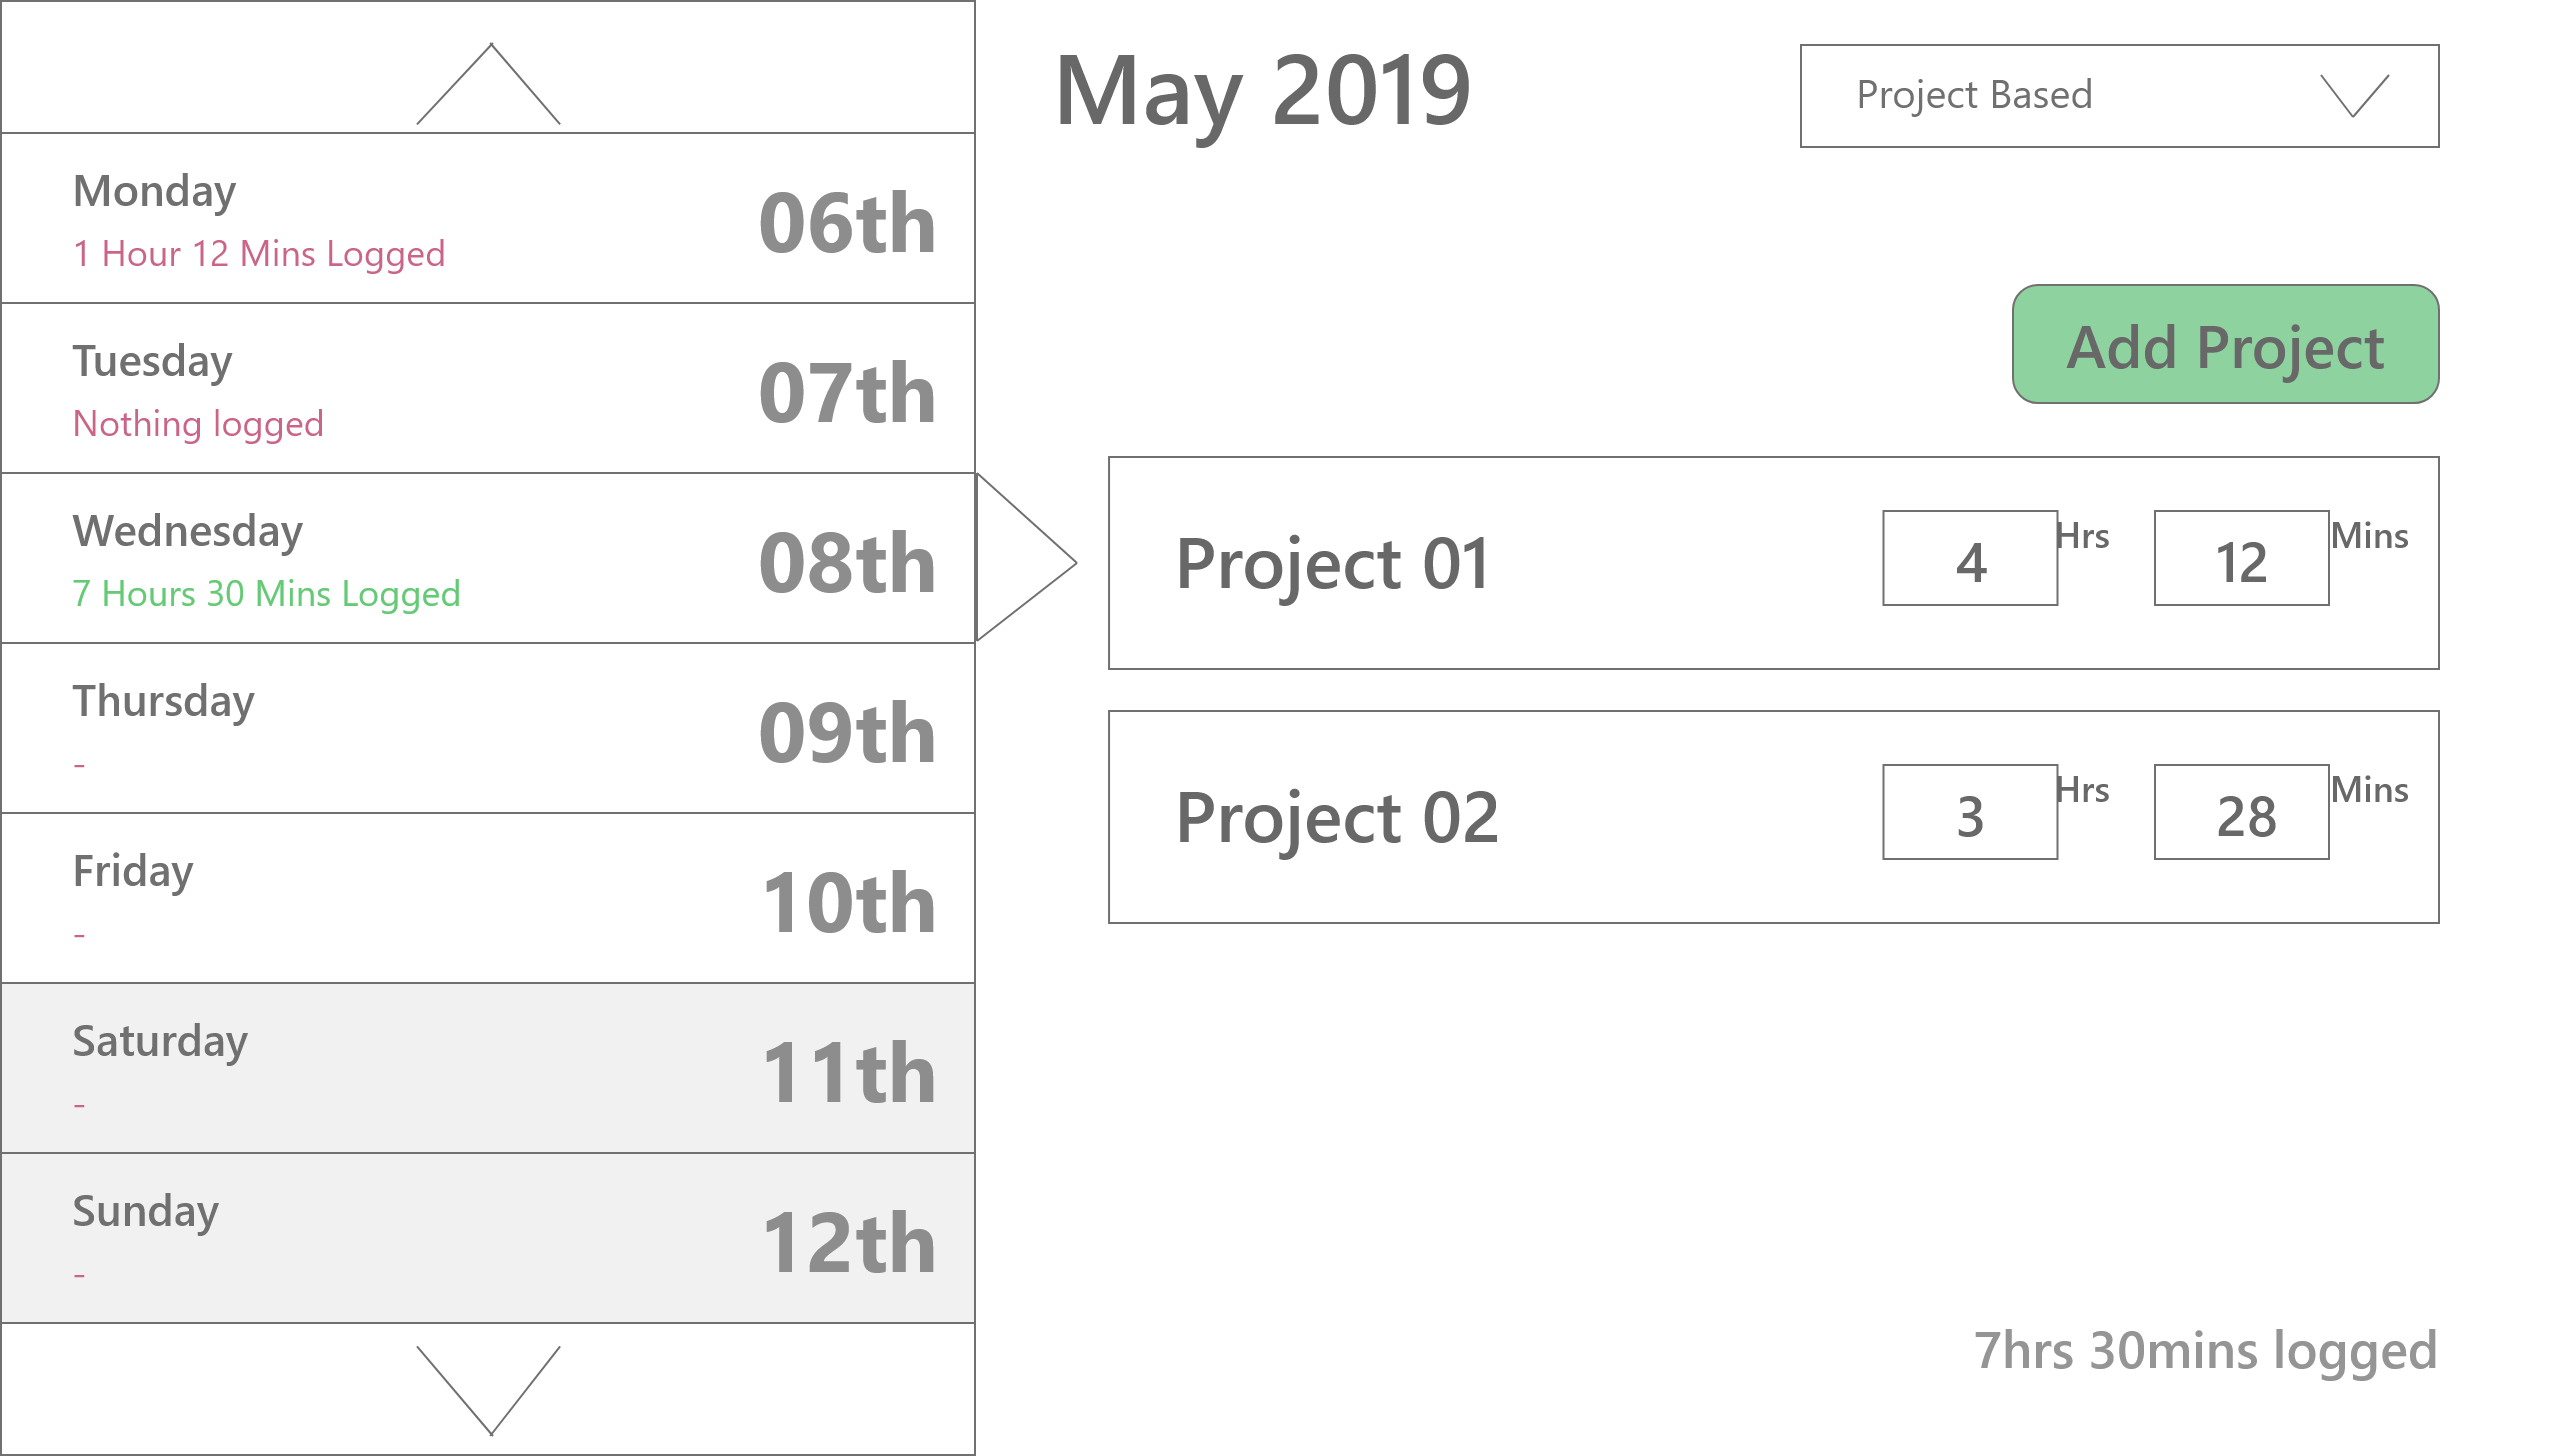 Monday
1 Hour 12 Mins Logged
06th
Tuesday
Nothing logged
07th
Wednesday
7 Hours 30 Mins Logged
08th
Thursday
-
09th
Friday
-
10th
Saturday
-
11th
Sunday
-
12th
May 2019
Project Based
Add Project
Project 01
4 Hrs 12 Mins
Project 02
3 Hrs 28 Mins
7hrs 30mins logged